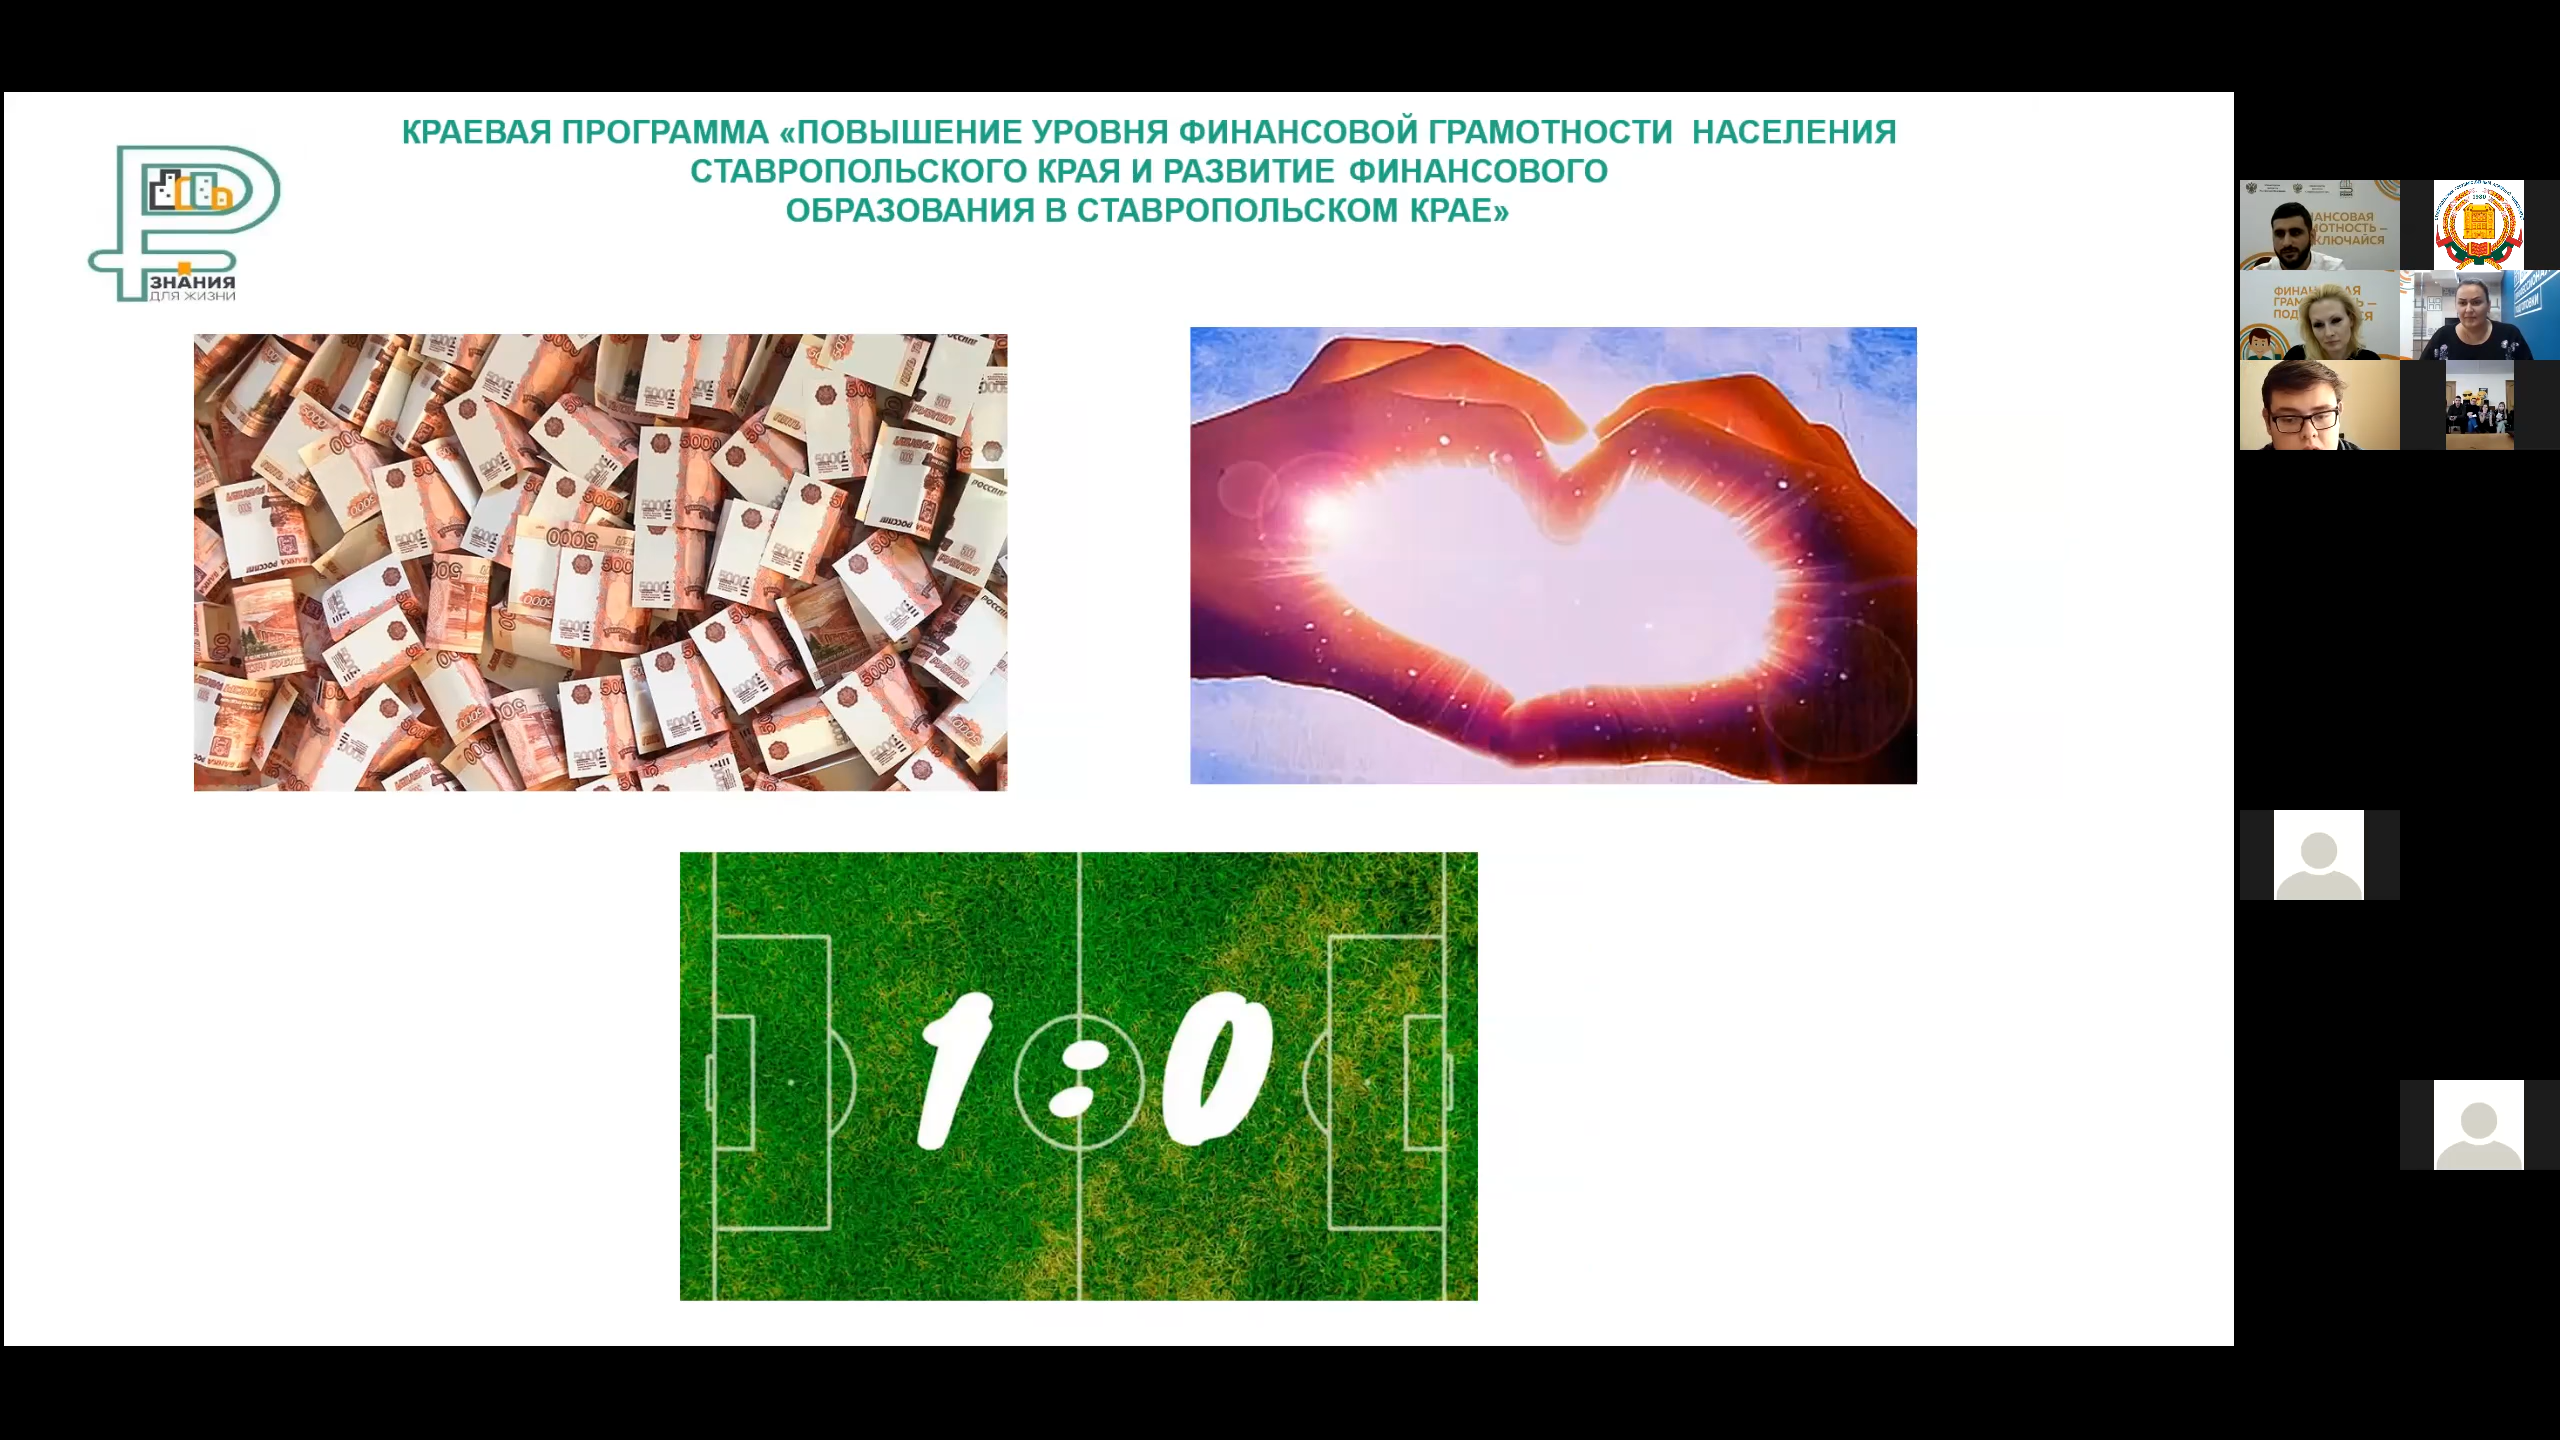 КРАЕВАЯ ПРОГРАММА «ПОВЫШЕНИЕ УРОВНЯ ФИНАНСОВОЙ ГРАМОТНОСТИ НАСЕЛЕНИЯ
СТАВРОПОЛЬСКОГО КРАЯ И РАЗВИТИЕ ФИНАНСОВОГО
ОБРАЗОВАНИЯ В СТАВРОПОЛЬСКОМ КРАЕ»
ЗНАНИЯ
ДЛЯ ЖИЗНИ
1:0